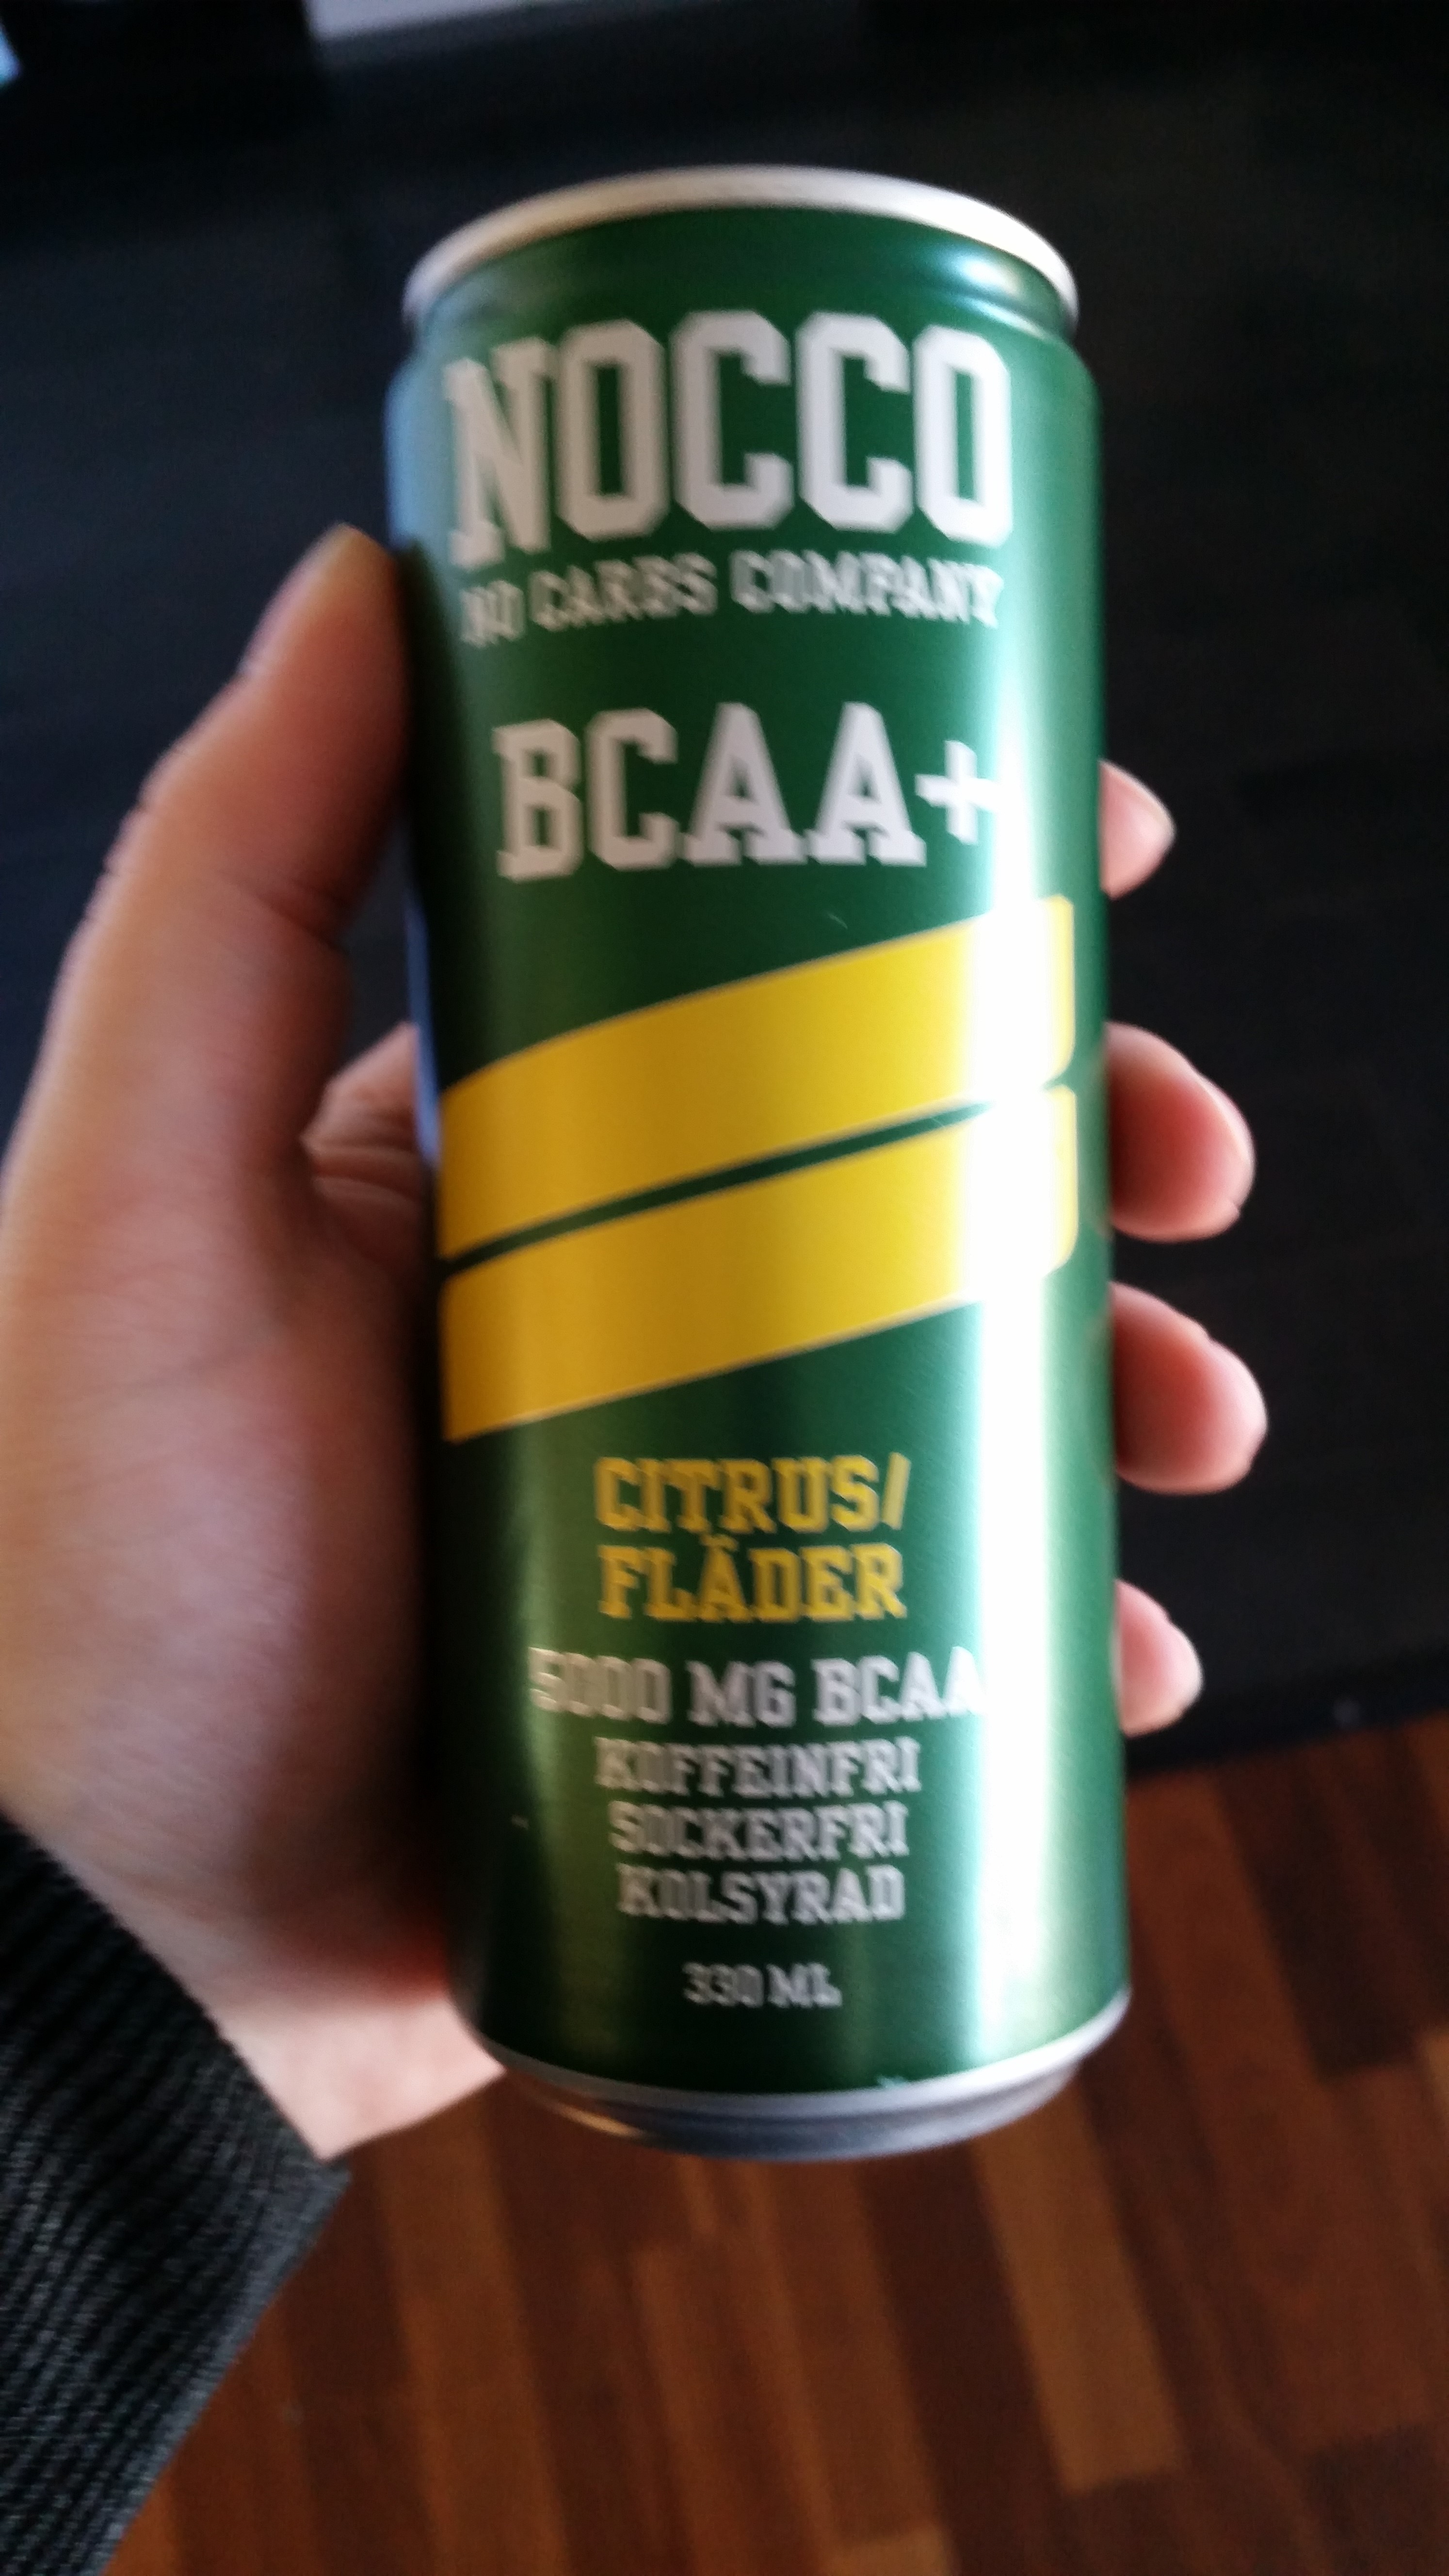 NOCCO
NO CARBS COMPANY
BCAA+
CITRUS/
FLÄDER
5000 MG BCAA
KOFFEINFRI
SOCKERFRI
KOLSYRAD
330 ML